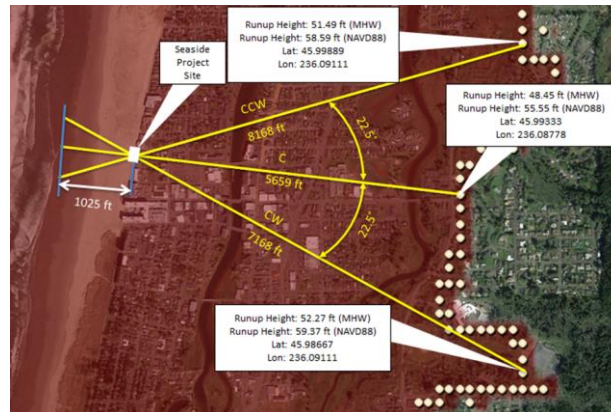 Runup Height: 51.49 ft (MHW)
Runup Height: 58.59 ft (NAVD88)
Lat: 45.99889
Lon: 236.09111
Seaside
Project
Site
Runup Height: 48.45 ft (MHW)
Runup Height: 55.55 ft (NAVD88)
Lat: 45.99333
Lon: 236.08778
CCW
8168 ft
22.5°
C
5659 ft
1025 ft
CW
7168 ft
22.5°
Runup Height: 52.27 ft (MHW)
Runup Height: 59.37 ft (NAVD88)
Lat: 45.98667
Lon: 236.09111